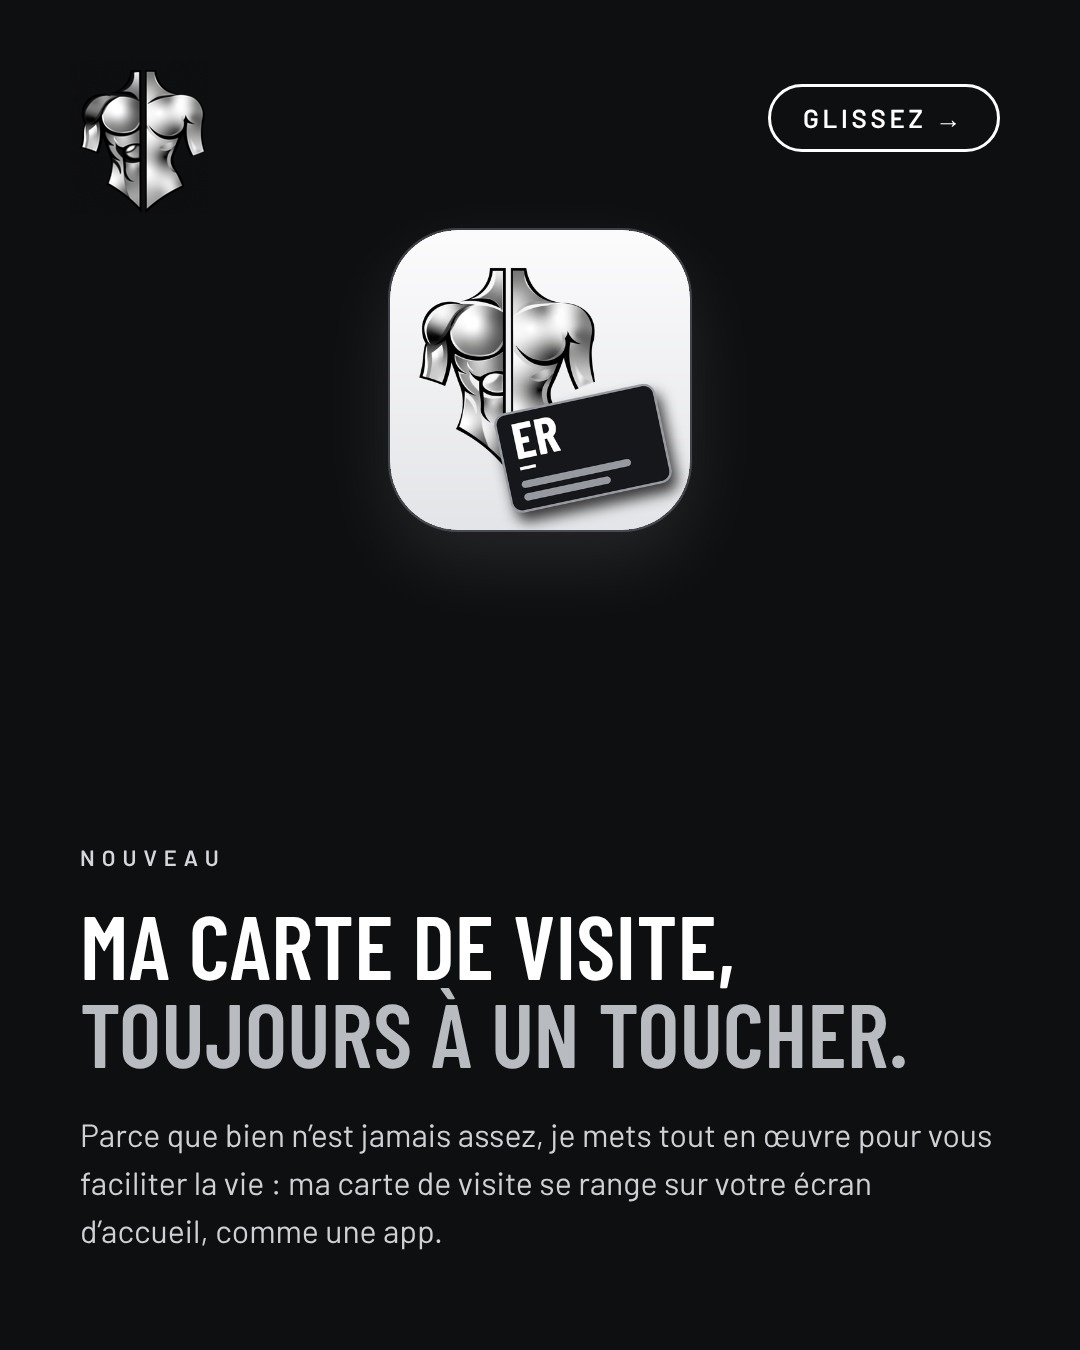 GLISSEZ →
ER
NOUVEAU
MA CARTE DE VISITE,
TOUJOURS À UN TOUCHER.
Parce que bien n’est jamais assez, je mets tout en œuvre pour vous
faciliter la vie : ma carte de visite se range sur votre écran
d’accueil, comme une app.